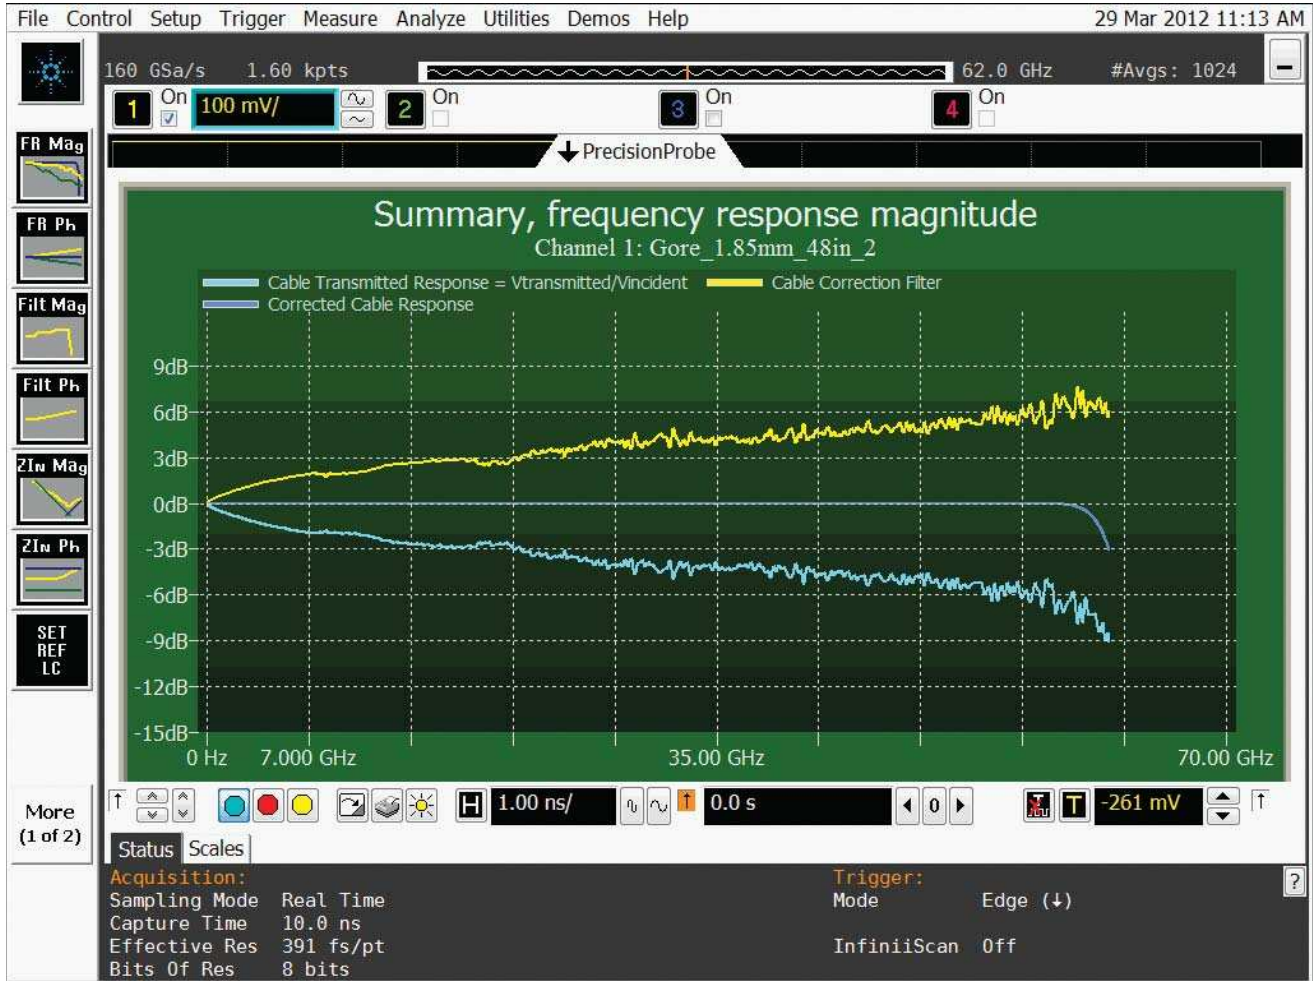 File Control Setup Trigger Measure Analyze Utilities Demos Help 29 Mar 2012 11:13 AM
160 GSa/s 1.60 kpts 62.0 GHz #Avgs: 1024
1 On 100 mV/ 2 On 3 On 4 On
FR Mag
PrecisionProbe
Summary, frequency response magnitude
Channel 1: Gore_1.85mm_48in_2
Cable Transmitted Response = Vtransmitted/Vincident Cable Correction Filter
Corrected Cable Response
FR Ph
Filt Mag
Filt Ph
ZIn Mag
ZIn Ph
SET
REF
LC
9dB
6dB
3dB
0dB
-3dB
-6dB
-9dB
-12dB
-15dB
0 Hz 7.000 GHz 35.00 GHz 70.00 GHz
More
(1 of 2)
H 1.00 ns/ 0.0 s 0 T -261 mV
Status Scales
Acquisition: Trigger:
Sampling Mode Real Time Mode Edge (↓)
Capture Time 10.0 ns
Effective Res 391 fs/pt InfiniiScan Off
Bits Of Res 8 bits
?